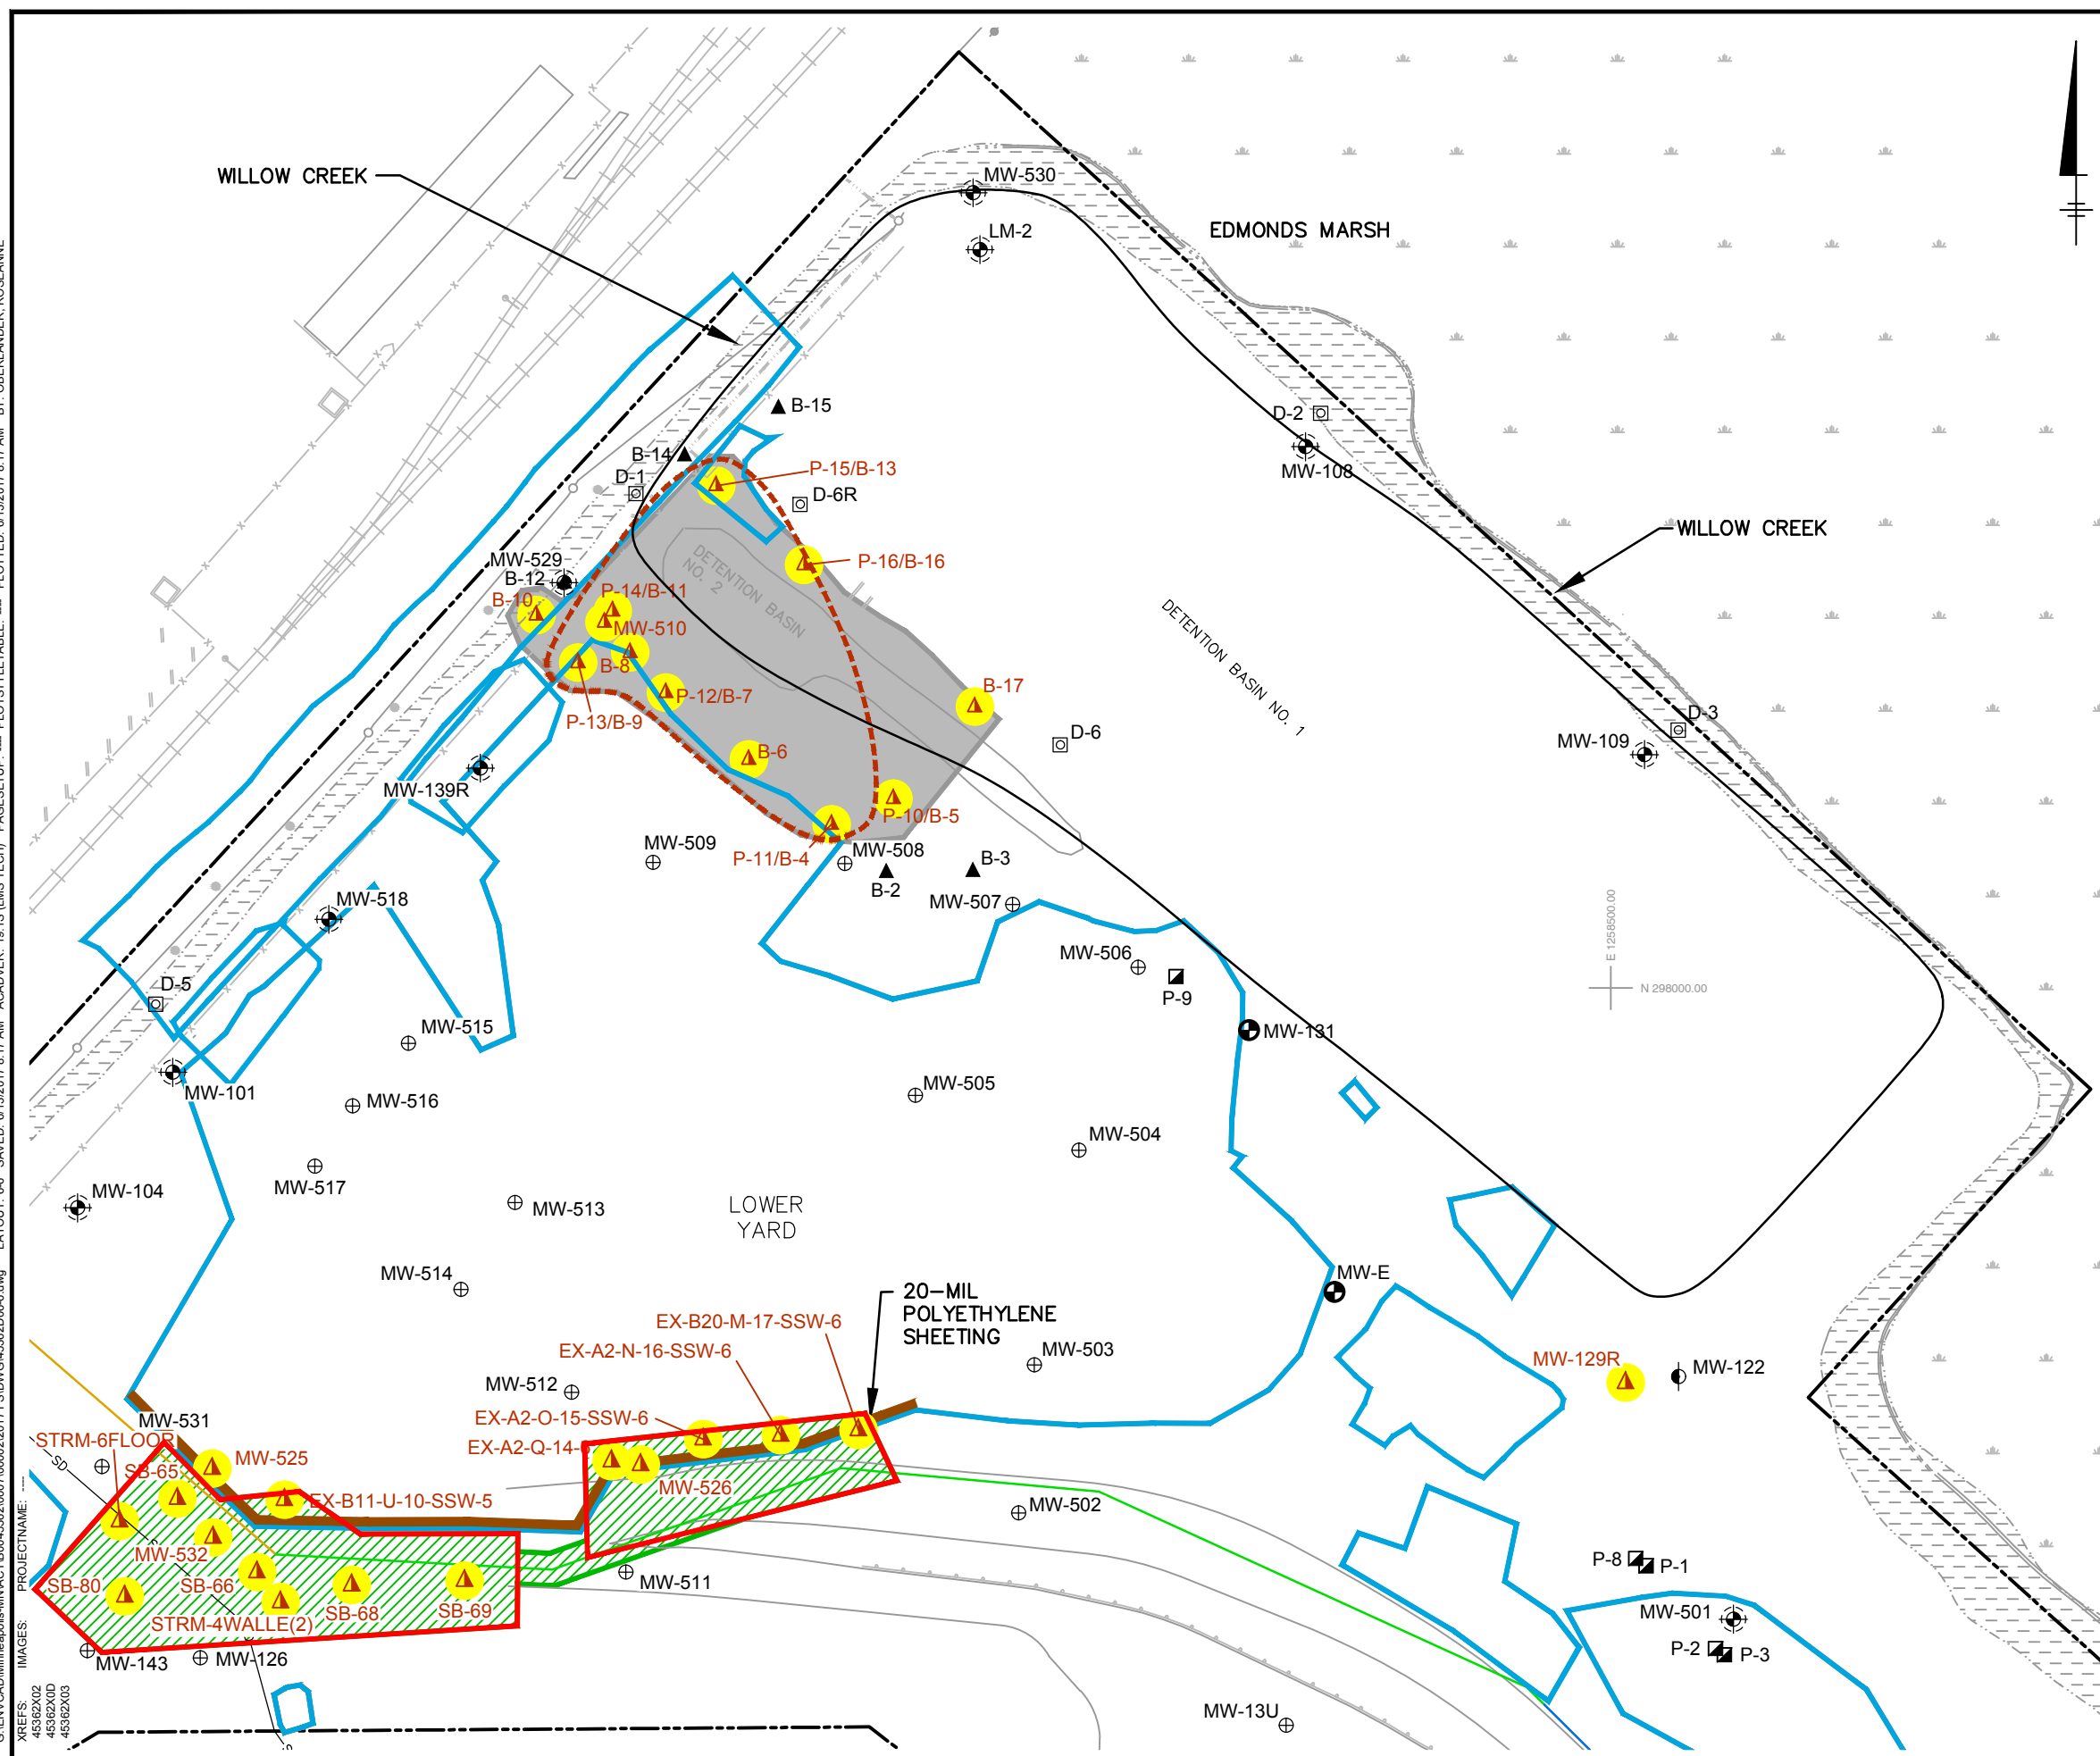 WILLOW CREEK
MW-530
LM-2
EDMONDS MARSH
B-15
B-14
P-15/B-13
D-1
D-6R
D-2
MW-108
WILLOW CREEK
MW-529
B-12
P-16/B-16
DETENTION BASIN
NO. 2
B-10
P-14/B-11
MW-510
B-8
P-12/B-7
P-13/B-9
B-17
DETENTION BASIN NO. 1
D-6
D-3
MW-109
B-6
MW-139R
P-10/B-5
P-11/B-4
MW-509
MW-508
B-2
B-3
MW-507
MW-518
MW-506
P-9
E 1258500.00
N 298000.00
D-5
MW-515
MW-131
MW-101
MW-516
MW-505
MW-504
MW-517
MW-104
MW-513
LOWER
YARD
MW-514
MW-E
20-MIL
POLYETHYLENE
SHEETING
EX-B20-M-17-SSW-6
EX-A2-N-16-SSW-6
MW-503
MW-129R
MW-122
MW-512
EX-A2-O-15-SSW-6
EX-A2-Q-14-6
MW-531
STRM-6FLOOR
SD
SB-65
MW-525
EX-B11-U-10-SSW-5
MW-526
MW-502
MW-532
SB-80
SB-66
SB-68
SB-69
STRM-4WALLE(2)
MW-511
P-8
P-1
MW-501
P-2
P-3
MW-143
MW-126
MW-13U
XREFS:
45362X02
45362X0D
45362X03
IMAGES:
PROJECTNAME: ----